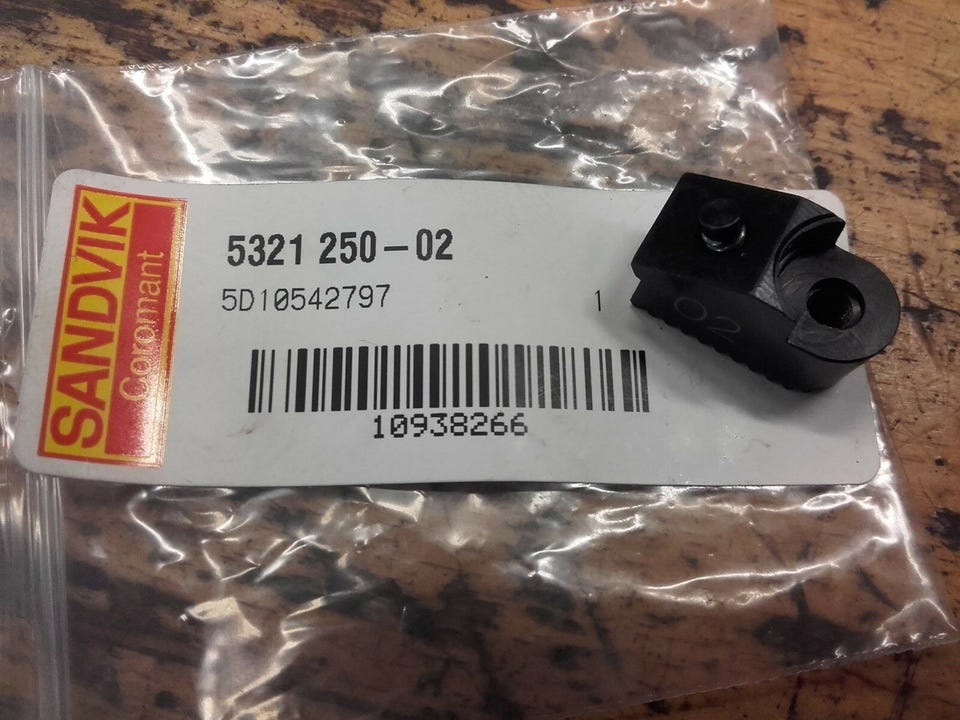 SANDVIK
Coromant
5321 250-02
5D10542797 1
10938266
02